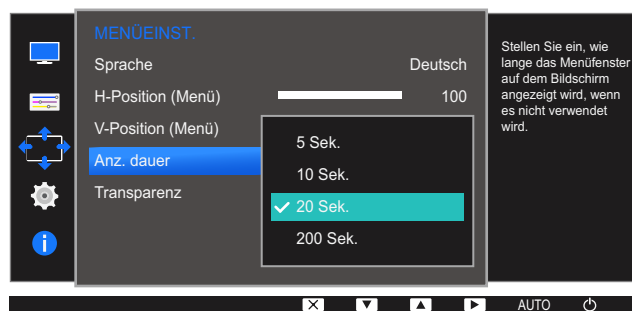 MENÜEINST.
Sprache Deutsch
H-Position (Menü) 100
V-Position (Menü)
Anz. dauer
Transparenz
5 Sek.
10 Sek.
20 Sek.
200 Sek.
Stellen Sie ein, wie
lange das Menüfenster
auf dem Bildschirm
angezeigt wird, wenn
es nicht verwendet
wird.
AUTO